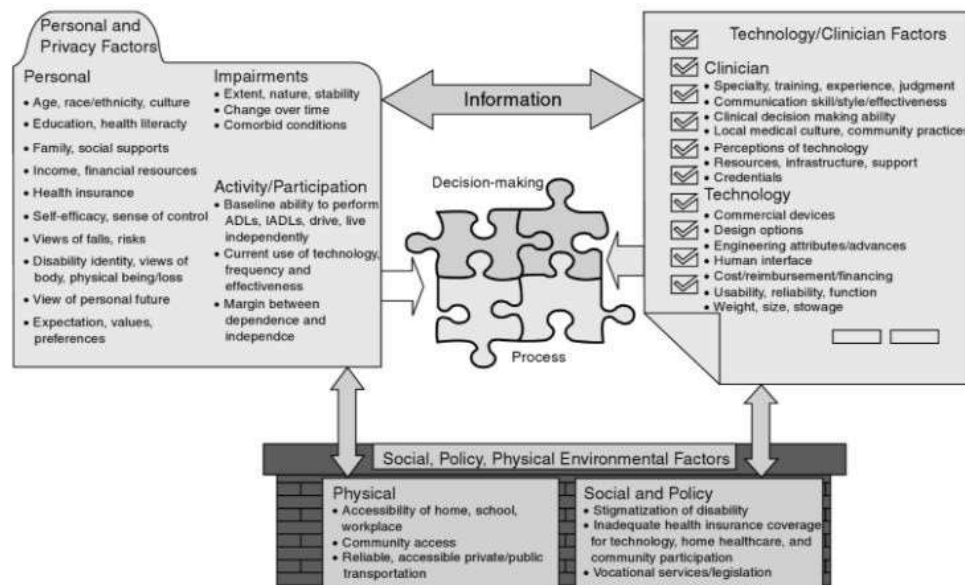 Personal and
Privacy Factors
Personal
• Age, race/ethnicity, culture
• Education, health literacy
• Family, social supports
• Income, financial resources
• Health insurance
• Self-efficacy, sense of control
• Views of falls, risks
• Disability identity, views of
body, physical being/loss
• View of personal future
• Expectation, values,
preferences
Impairments
• Extent, nature, stability
• Change over time
• Comorbid conditions
Activity/Participation
• Baseline ability to perform
ADLs, IADLs, drive, live
independently
• Current use of technology,
frequency and
effectiveness
• Margin between
dependence and
independce
Information
Decision-making
Process
Technology/Clinician Factors
Clinician
• Specialty, training, experience, judgment
• Communication skill/style/effectiveness
• Clinical decision making ability
• Local medical culture, community practices
• Perceptions of technology
• Resources, infrastructure, support
• Credentials
Technology
• Commercial devices
• Design options
• Engineering attributes/advances
• Human interface
• Cost/reimbursement/financing
• Usability, reliability, function
• Weight, size, stowage
Social, Policy, Physical Environmental Factors
Physical
• Accessibility of home, school,
workplace
• Community access
• Reliable, accessible private/public
transportation
Social and Policy
• Stigmatization of disability
• Inadequate health insurance coverage
for technology, home healthcare, and
community participation
• Vocational services/legislation